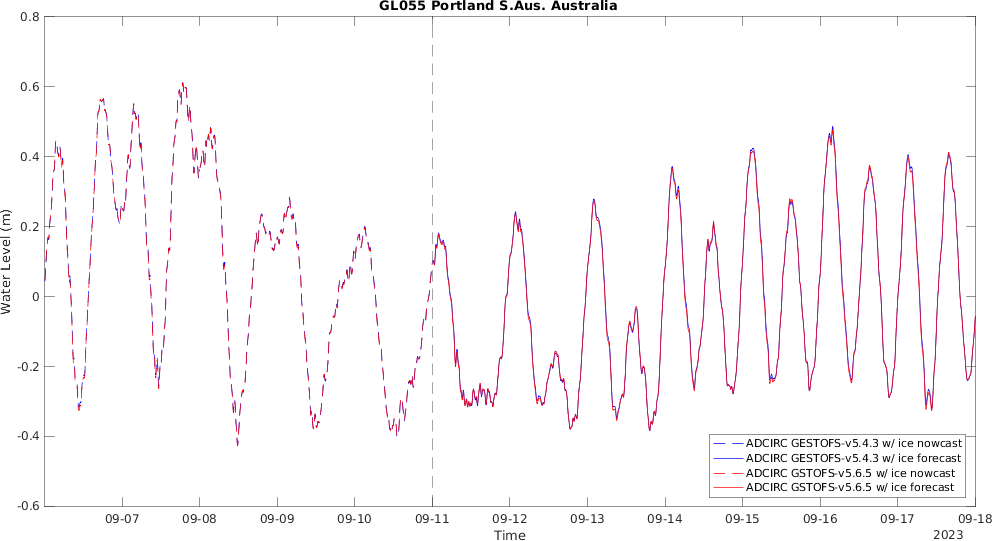 GL055 Portland S.Aus. Australia
0.8
0.6
0.4
0.2
0
-0.2
-0.4
-0.6
Water Level (m)
09-07 09-08 09-09 09-10 09-11 09-12 09-13 09-14 09-15 09-16 09-17 09-18
Time
2023
ADCIRC GESTOFS-v5.4.3 w/ ice nowcast
ADCIRC GESTOFS-v5.4.3 w/ ice forecast
ADCIRC GSTOFS-v5.6.5 w/ ice nowcast
ADCIRC GSTOFS-v5.6.5 w/ ice forecast